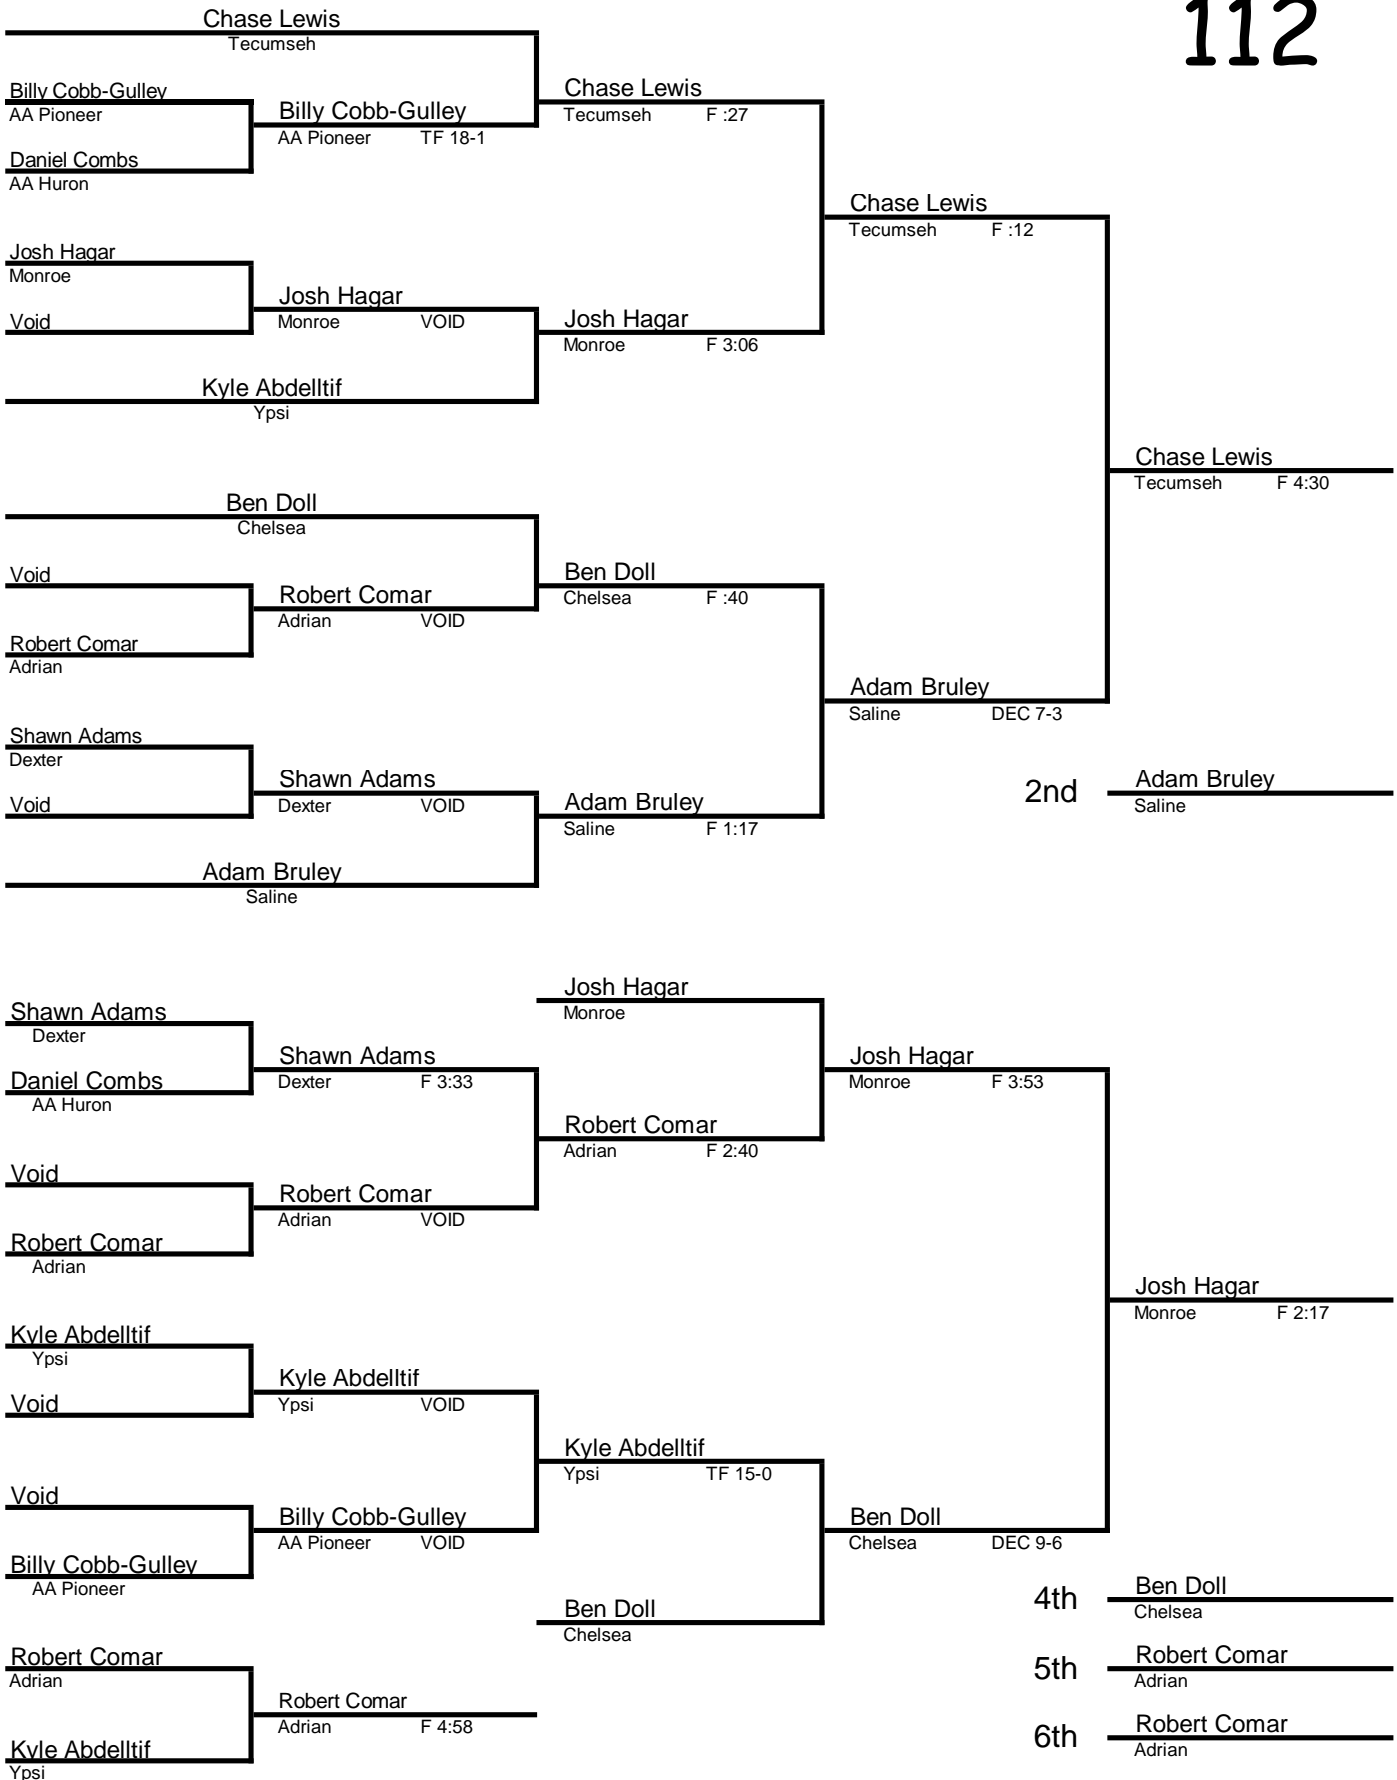 112
Chase Lewis
Tecumseh
Billy Cobb-Gulley
AA Pioneer
Daniel Combs
AA Huron
Billy Cobb-Gulley
AA Pioneer TF 18-1
Chase Lewis
Tecumseh F :27
Josh Hagar
Monroe
Void
Josh Hagar
Monroe VOID
Kyle Abdelltif
Ypsi
Josh Hagar
Monroe F 3:06
Chase Lewis
Tecumseh F :12
Ben Doll
Chelsea
Void
Robert Comar
Adrian
Robert Comar
Adrian VOID
Ben Doll
Chelsea F :40
Shawn Adams
Dexter
Void
Shawn Adams
Dexter VOID
Adam Bruley
Saline
Adam Bruley
Saline F 1:17
Adam Bruley
Saline DEC 7-3
Chase Lewis
Tecumseh F 4:30
2nd Adam Bruley
Saline
Shawn Adams
Dexter
Daniel Combs
AA Huron
Shawn Adams
Dexter F 3:33
Void
Robert Comar
Adrian
Robert Comar
Adrian VOID
Josh Hagar
Monroe
Robert Comar
Adrian F 2:40
Josh Hagar
Monroe F 3:53
Kyle Abdelltif
Ypsi
Void
Kyle Abdelltif
Ypsi VOID
Void
Billy Cobb-Gulley
AA Pioneer
Billy Cobb-Gulley
AA Pioneer VOID
Kyle Abdelltif
Ypsi TF 15-0
Ben Doll
Chelsea
Ben Doll
Chelsea DEC 9-6
Josh Hagar
Monroe F 2:17
4th Ben Doll
Chelsea
Robert Comar
Adrian
Kyle Abdelltif
Ypsi
Robert Comar
Adrian F 4:58
5th Robert Comar
Adrian
6th Robert Comar
Adrian